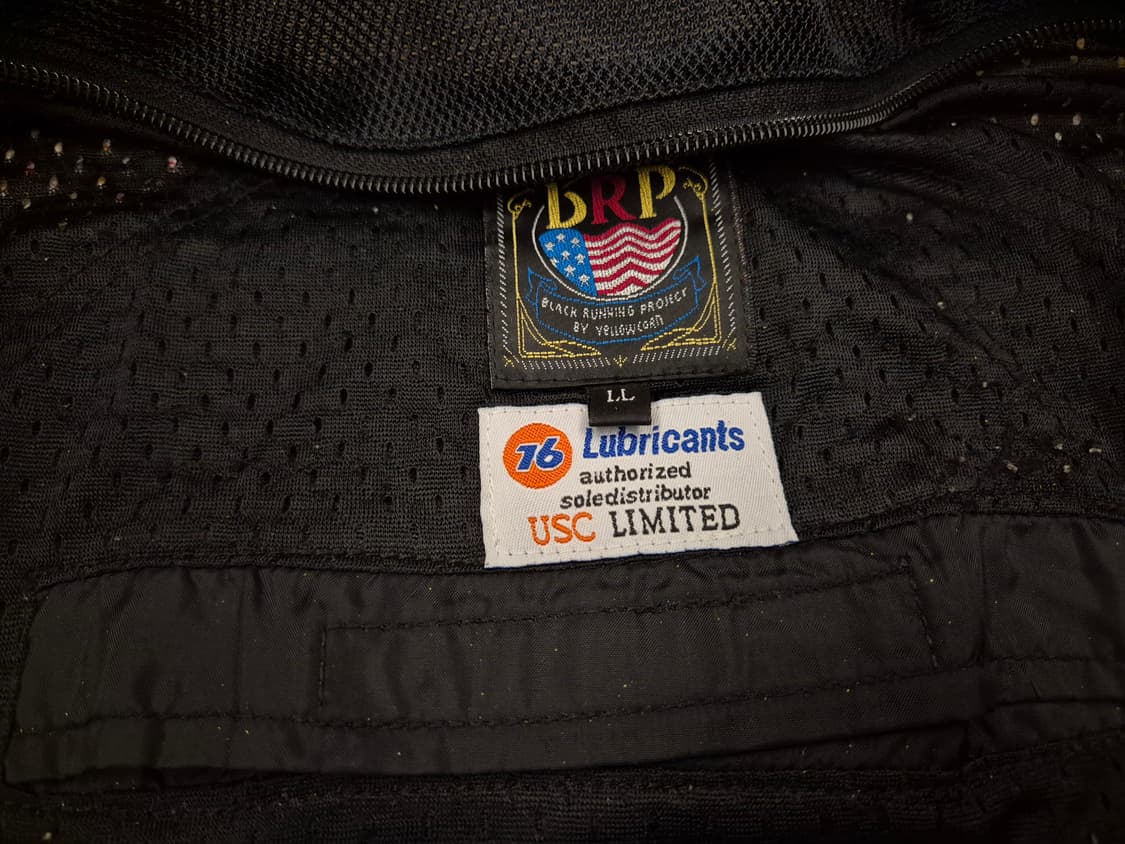 BRP
BLACK RUNNING PROJECT
BY YeLLOWCORN
LL
76 Lubricants
authorized
soledistributor
USC LIMITED